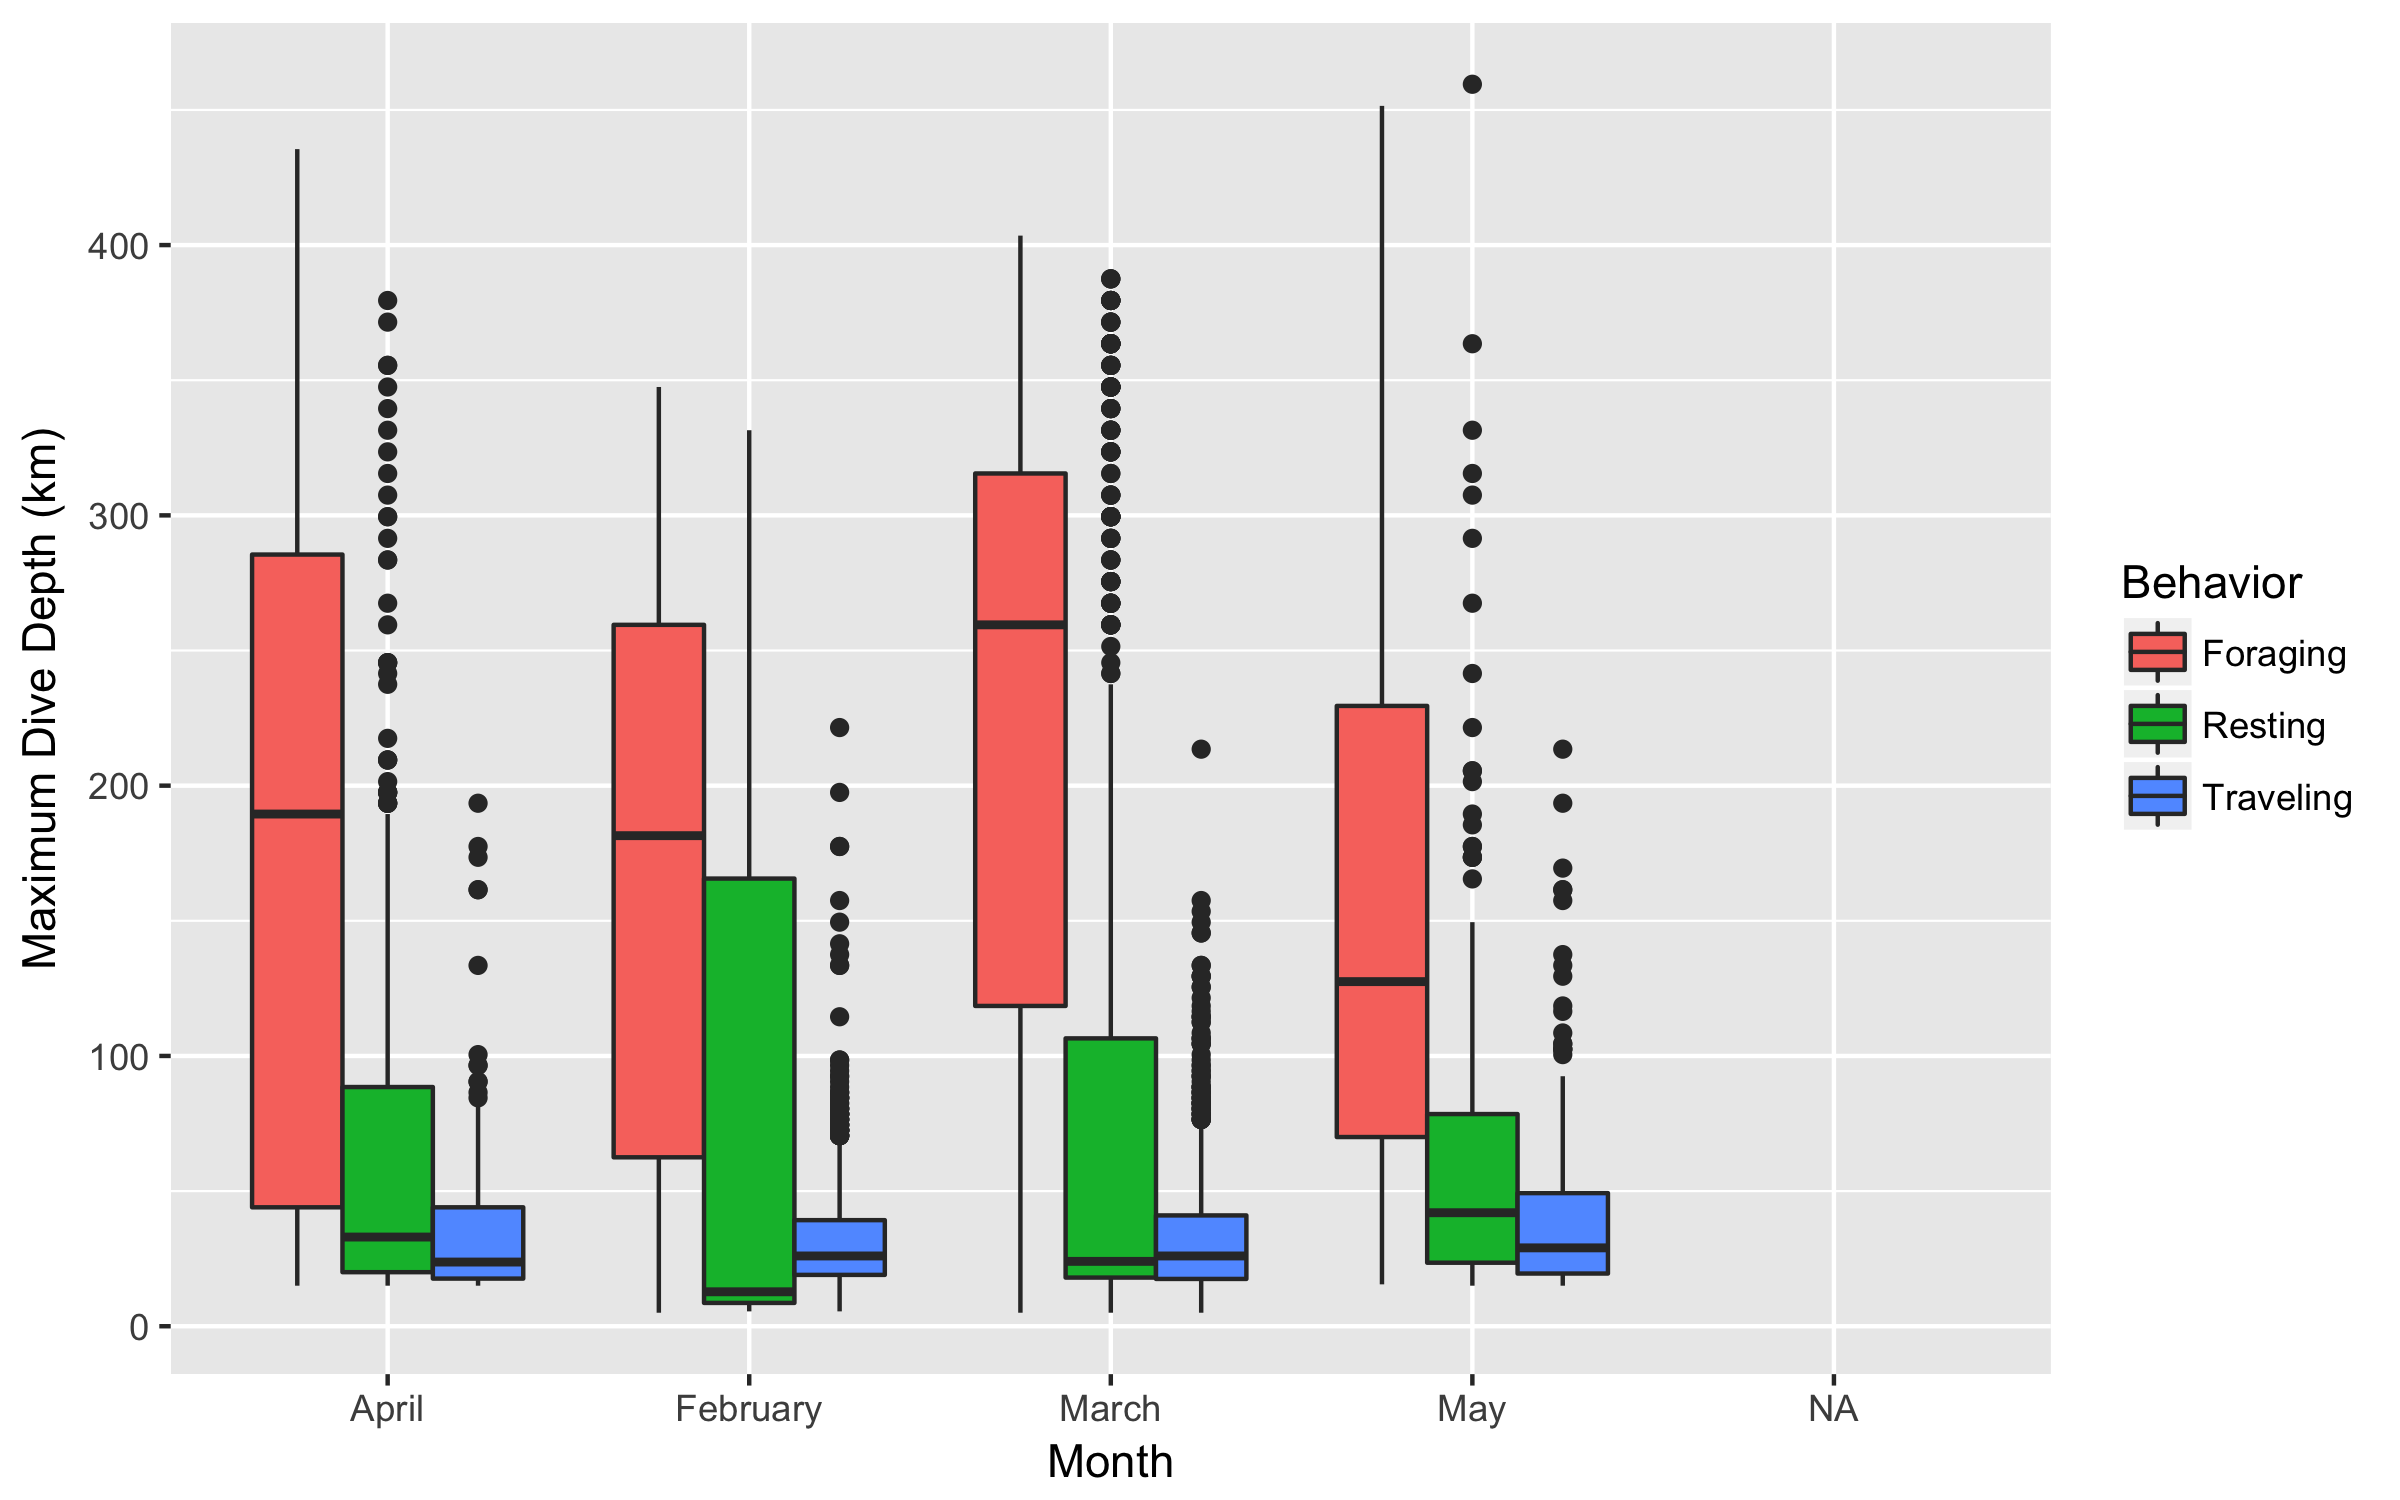 Maximum Dive Depth (km)
400
300
200
100
0
April February March May NA
Month
Behavior
Foraging
Resting
Traveling